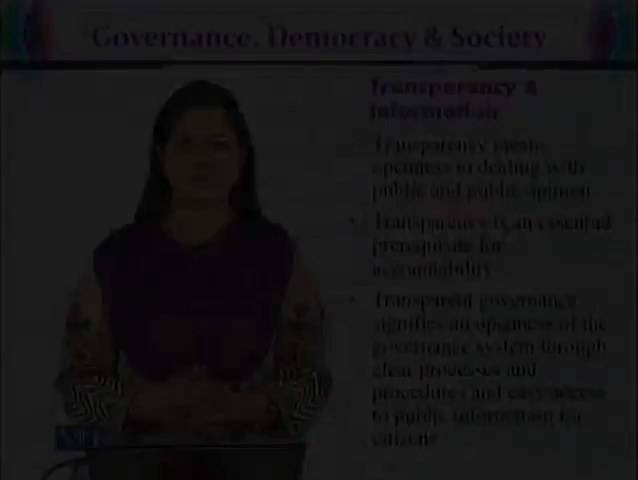 Governance, Democracy & Society
Transparency &
Information
Transparency means
openness in dealing with
public and public opinion
• Transparency is an essential
prerequisite for
accountability
• Transparent governance
signifies an openness of the
governance system through
clear processes and
procedures and easy access
to public information for
citizens